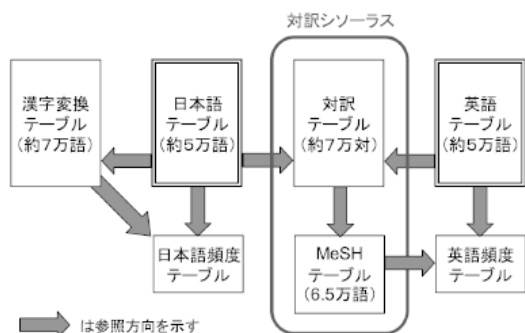 対訳シソーラス
漢字変換
テーブル
(約7万語)
日本語
テーブル
(約5万語)
対訳
テーブル
(約7万対)
英語
テーブル
(約5万語)
日本語頻度
テーブル
MeSH
テーブル
(6.5万語)
英語頻度
テーブル
は参照方向を示す